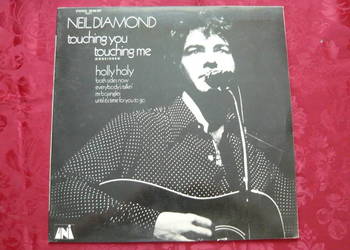 NEIL DIAMOND
touching you
touching me
holly holy
both sides now
everybody's talkin'
mr. bojangles
until it's time for you to go
UNI